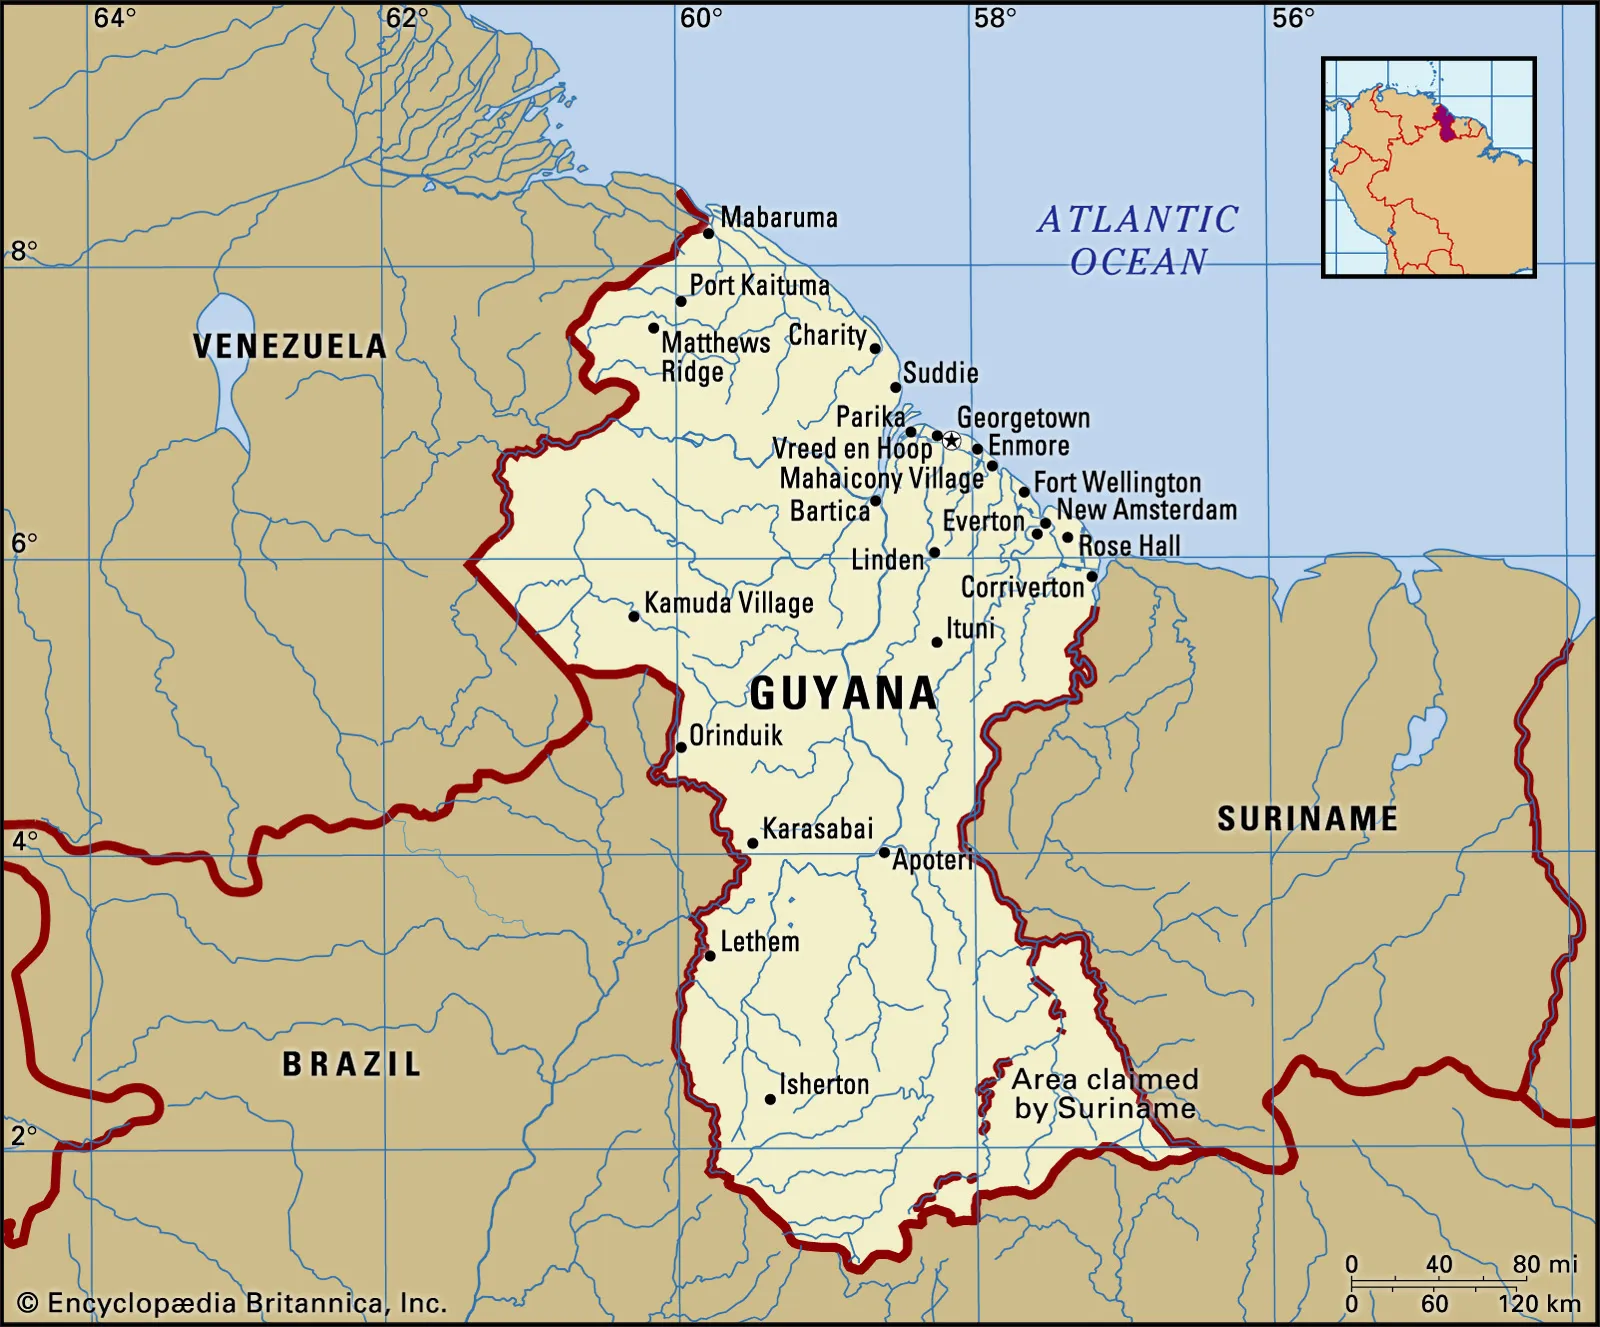 64°
62°
60°
58°
56°
Mabaruma
ATLANTIC
OCEAN
8°
Port Kaituma
VENEZUELA
Matthews
Ridge
Charity
Suddie
Parika
Georgetown
Vreed en Hoop
Enmore
Mahaicony Village
Fort Wellington
Bartica
New Amsterdam
Everton
6°
Linden
Rose Hall
Corriverton
Kamuda Village
Ituni
GUYANA
Orinduik
SURINAME
4°
Karasabai
Apoteri
Lethem
BRAZIL
Isherton
Area claimed
by Suriname
2°
0 40 80 mi
0 60 120 km
© Encyclopædia Britannica, Inc.